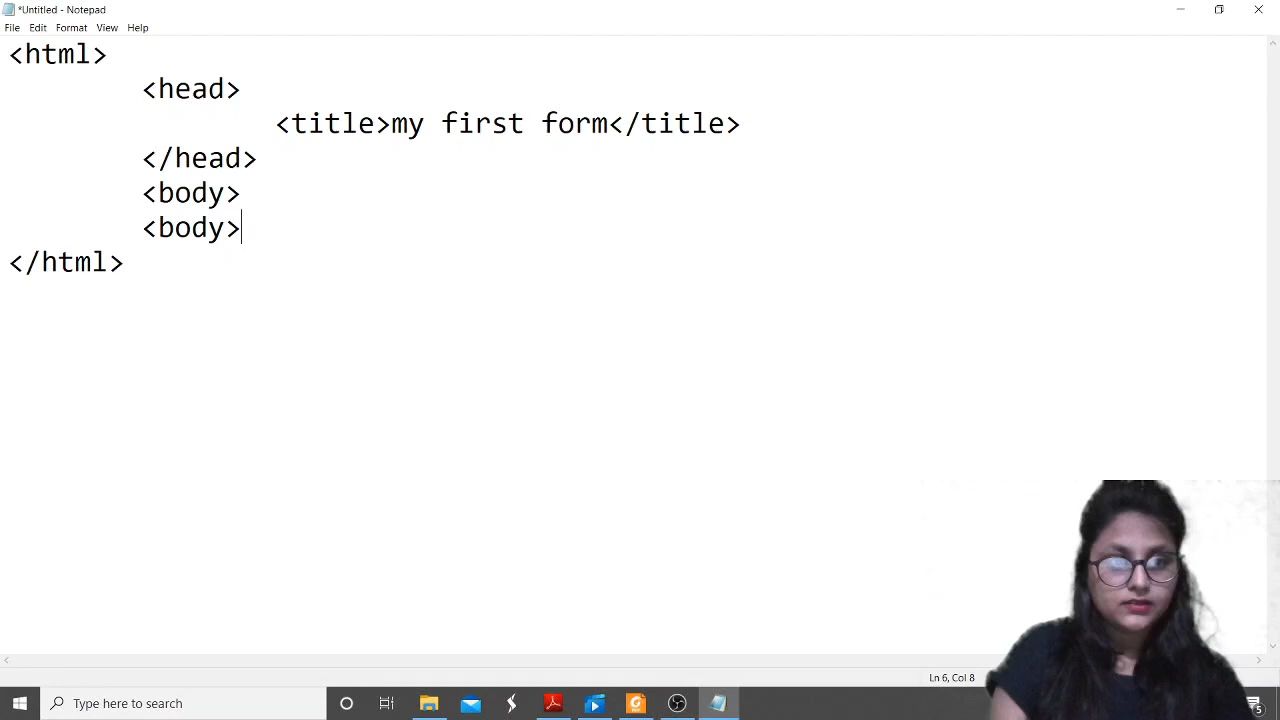 *Untitled - Notepad
File Edit Format View Help
<html>
<head>
<title>my first form</title>
</head>
<body>
<body>
</html>
Ln 6, Col 8
Type here to search
5